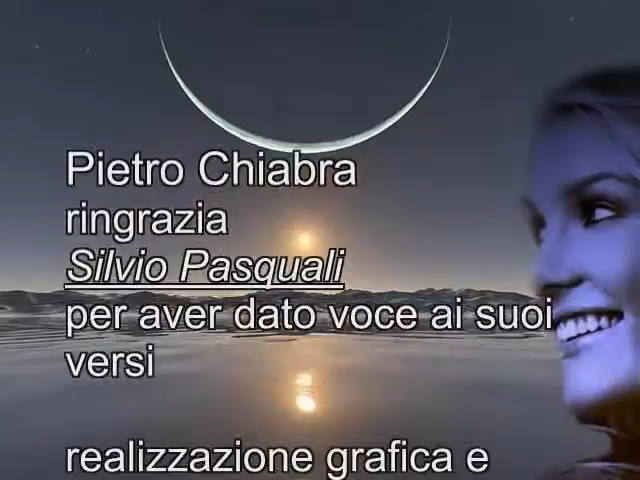 Pietro Chiabra
ringrazia
Silvio Pasquali
per aver dato voce ai suoi
versi
realizzazione grafica e